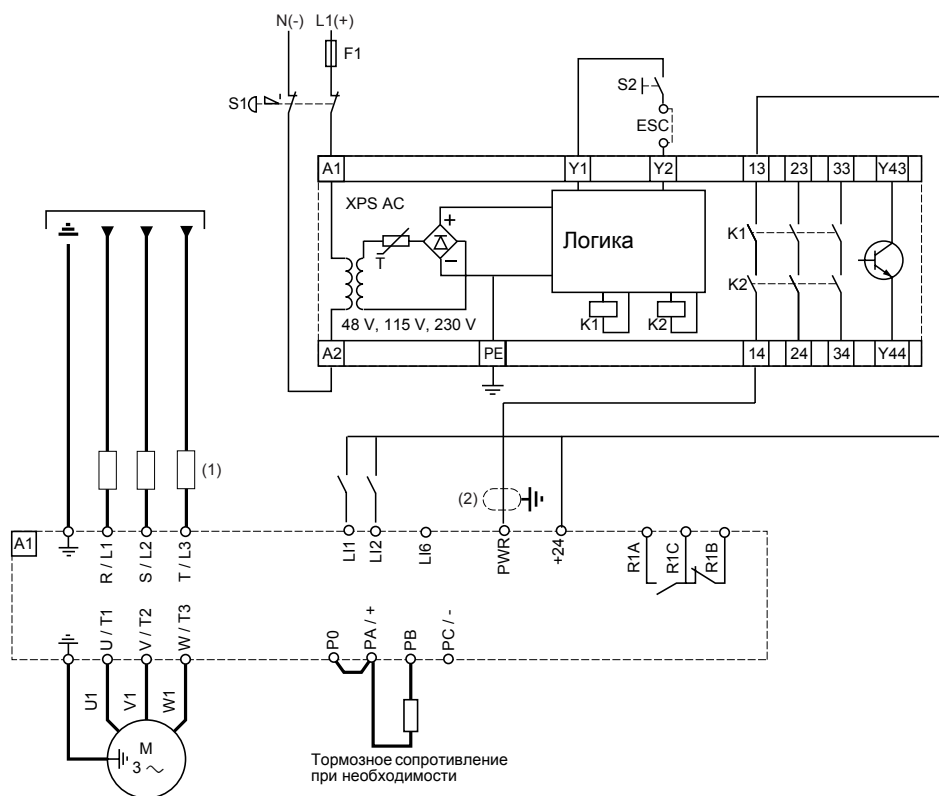 N(-) L1(+)
F1
S1
S2
ESC
A1 Y1 Y2 13 23 33 Y43
XPS AC
+
T
−
Логика
K1
K2
K1 K2
48 V, 115 V, 230 V
A2 PE 14 24 34 Y44
(1)
(2)
A1
R / L1
S / L2
T / L3
LI1
LI2
LI6
PWR
+24
R1A
R1C
R1B
U / T1
V / T2
W / T3
P0
PA / +
PB
PC / -
U1
V1
W1
M
3 ~
Тормозное сопротивление
при необходимости